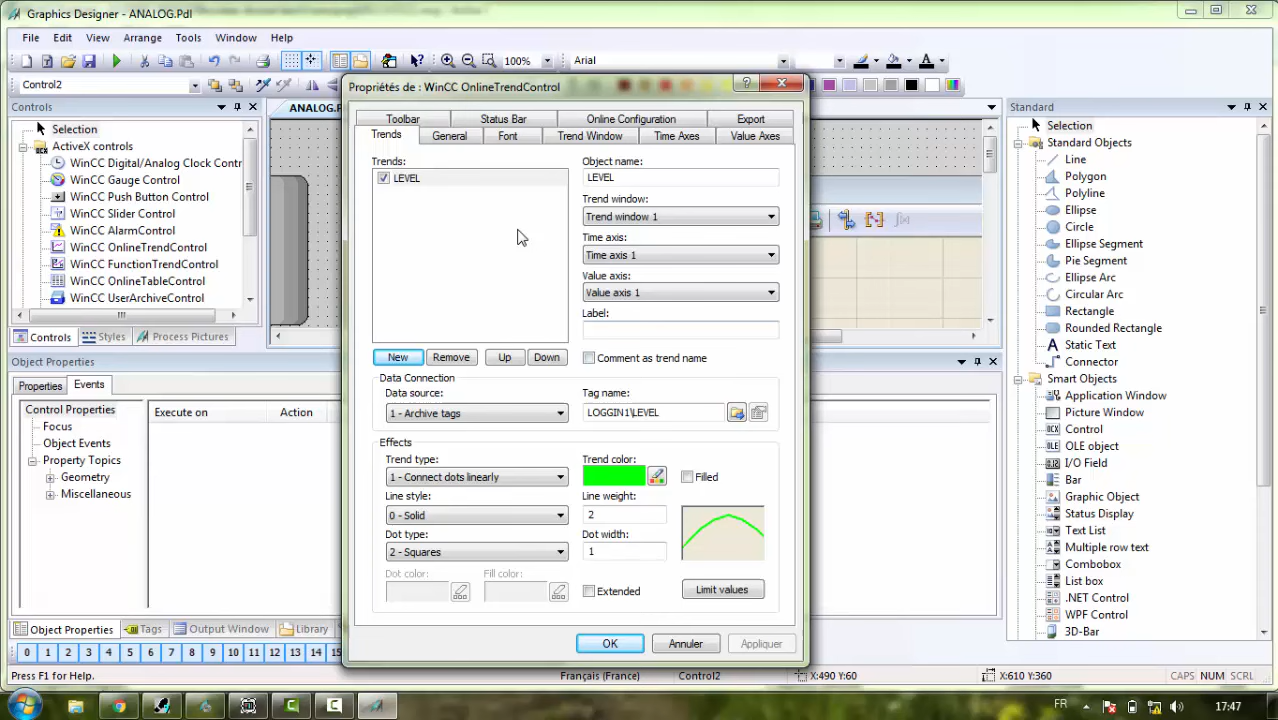 Graphics Designer - ANALOG.Pdl
File Edit View Arrange Tools Window Help
100% Arial
Control2
Controls
Selection
ActiveX controls
WinCC Digital/Analog Clock Contr
WinCC Gauge Control
WinCC Push Button Control
WinCC Slider Control
WinCC AlarmControl
WinCC OnlineTrendControl
WinCC FunctionTrendControl
WinCC OnlineTableControl
WinCC UserArchiveControl
Controls Styles Process Pictures
ANALOG.P
Object Properties
Properties Events
Control Properties
Focus
Object Events
Property Topics
Geometry
Miscellaneous
Execute on Action
Object Properties Tags Output Window Library
0 1 2 3 4 5 6 7 8 9 10 11 12 13 14 15
Press F1 for Help.
Français (France) Control2 X:490 Y:60 X:610 Y:360 CAPS NUM SCRL
Propriétés de : WinCC OnlineTrendControl
Toolbar Status Bar Online Configuration Export
Trends General Font Trend Window Time Axes Value Axes
Trends:
LEVEL
New Remove Up Down
Object name:
LEVEL
Trend window:
Trend window 1
Time axis:
Time axis 1
Value axis:
Value axis 1
Label:
Comment as trend name
Data Connection
Data source:
1 - Archive tags
Tag name:
LOGGIN1\LEVEL
Effects
Trend type:
1 - Connect dots linearly
Trend color:
Filled
Line style:
0 - Solid
Line weight:
2
Dot type:
2 - Squares
Dot width:
1
Dot color:
Fill color:
Extended
Limit values
OK Annuler Appliquer
Standard
Selection
Standard Objects
Line
Polygon
Polyline
Ellipse
Circle
Ellipse Segment
Pie Segment
Ellipse Arc
Circular Arc
Rectangle
Rounded Rectangle
Static Text
Connector
Smart Objects
Application Window
Picture Window
Control
OLE object
I/O Field
Bar
Graphic Object
Status Display
Text List
Multiple row text
Combobox
List box
.NET Control
WPF Control
3D-Bar
FR 17:47